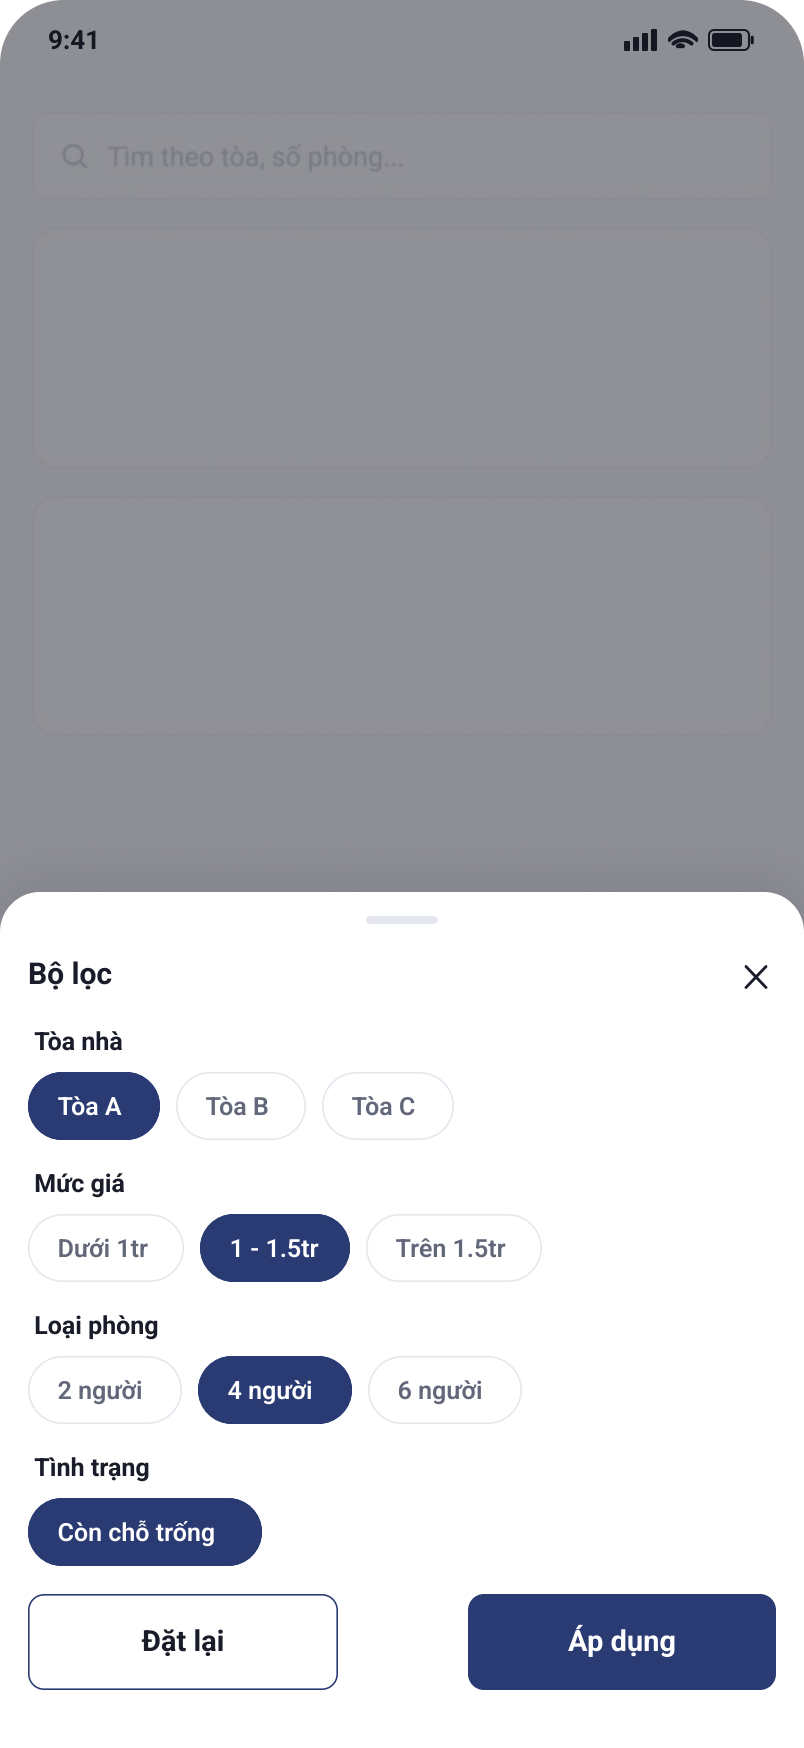 9:41
Tìm theo tòa, số phòng...
Bộ lọc
Tòa nhà
Tòa A Tòa B Tòa C
Mức giá
Dưới 1tr 1 - 1.5tr Trên 1.5tr
Loại phòng
2 người 4 người 6 người
Tình trạng
Còn chỗ trống
Đặt lại Áp dụng